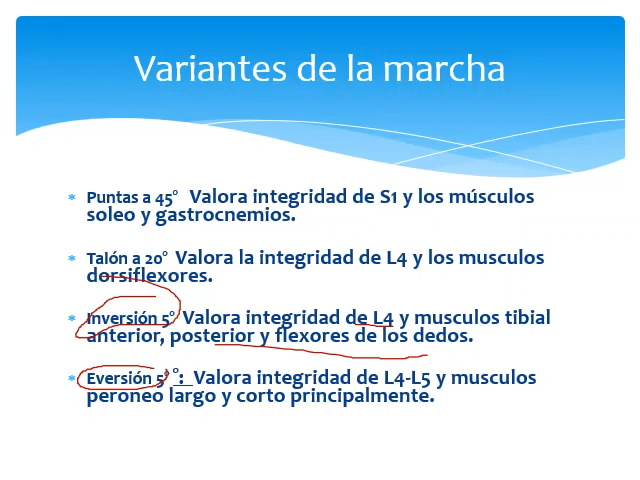 Variantes de la marcha
* Puntas a 45° Valora integridad de S1 y los músculos
soleo y gastrocnemios.
* Talón a 20° Valora la integridad de L4 y los musculos
dorsiflexores.
* Inversión 5° Valora integridad de L4 y musculos tibial
anterior, posterior y flexores de los dedos.
* Eversión 5° °: Valora integridad de L4-L5 y musculos
peroneo largo y corto principalmente.